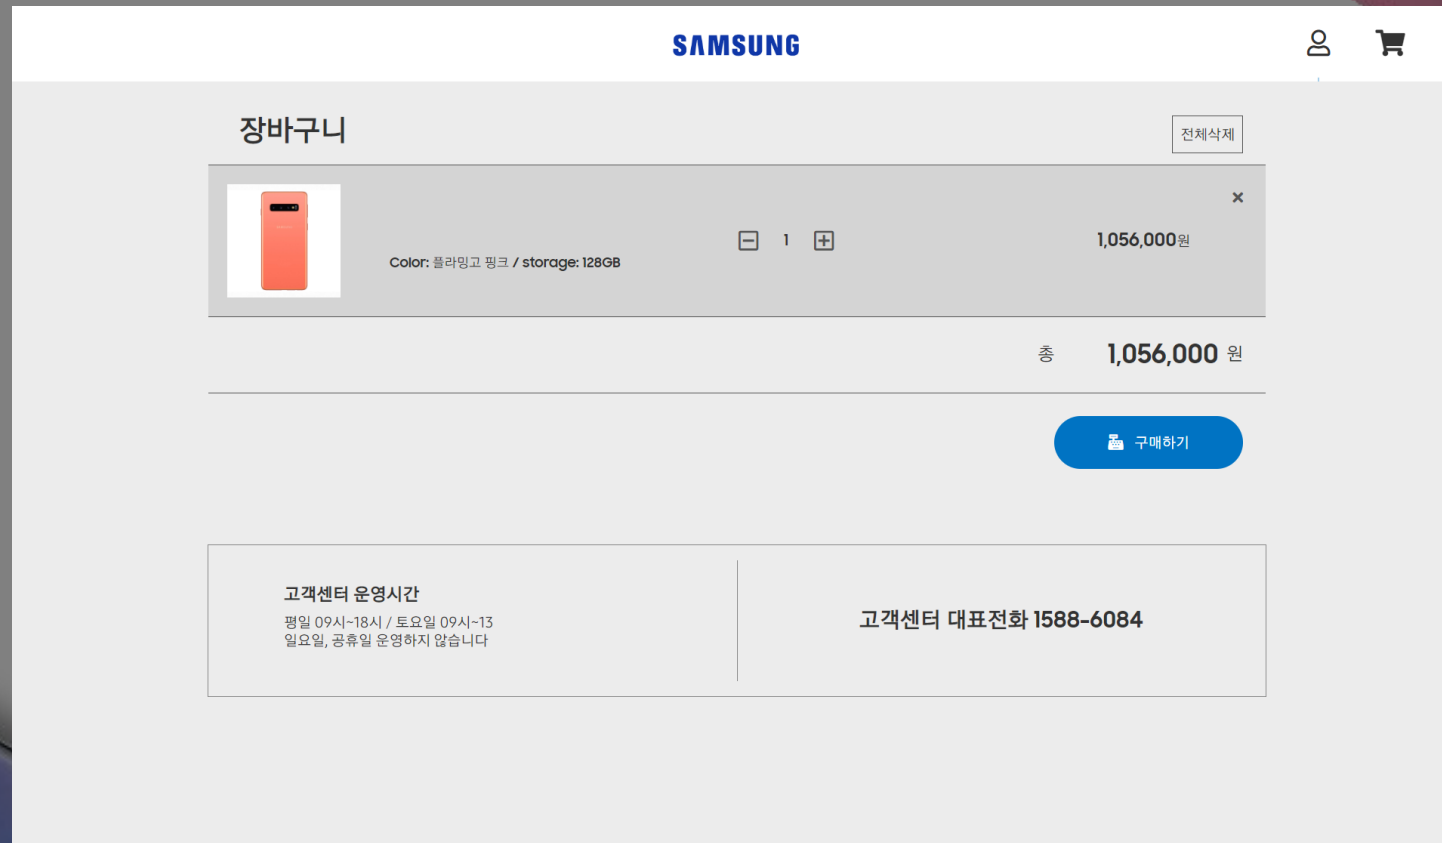 SAMSUNG
장바구니
전체삭제
Color: 플라밍고 핑크 / storage: 128GB
1
1,056,000원
총 1,056,000 원
구매하기
고객센터 운영시간
평일 09시~18시 / 토요일 09시~13
일요일, 공휴일 운영하지 않습니다
고객센터 대표전화 1588-6084